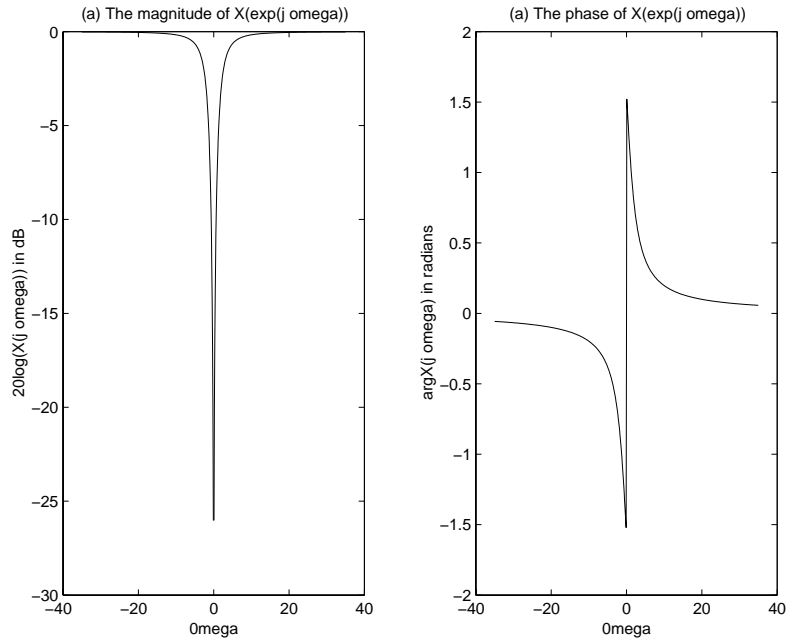 (a) The magnitude of X(exp(j omega))
20log(X(j omega)) in dB
0
−5
−10
−15
−20
−25
−30
−40 −20 0 20 40
0mega
(a) The phase of X(exp(j omega))
argX(j omega) in radians
2
1.5
1
0.5
0
−0.5
−1
−1.5
−2
−40 −20 0 20 40
0mega